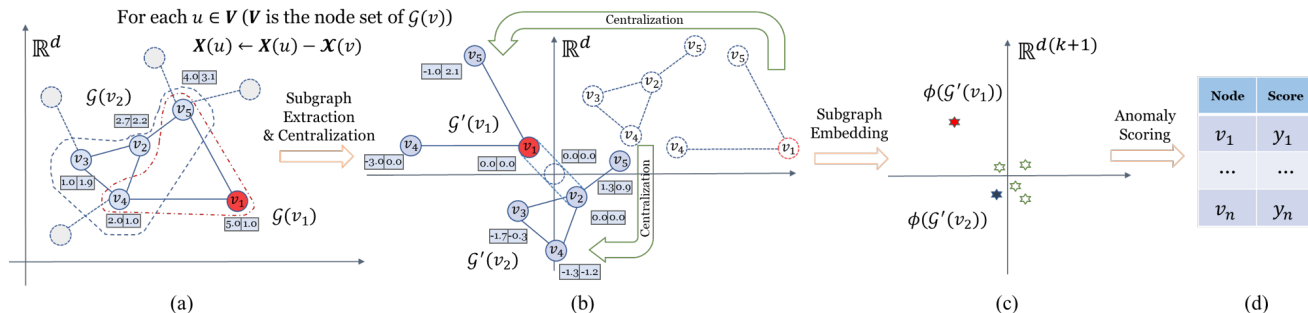 For each u ∈ V (V is the node set of 𝒢(v)
X(u) ← X(u) − 𝒳(v)
ℝ^d
𝒢(v₂)
4.0 3.1
v₅
2.7 2.2
v₂
v₃
1.0 1.9
v₄
2.0 1.0
v₁
5.0 1.0
𝒢(v₁)
(a)
Subgraph
Extraction
& Centralization
ℝ^d
Centralization
v₅
-1.0 2.1
𝒢′(v₁)
v₄
-3.0 0.0
v₁
0.0 0.0
v₅
v₂
v₃
v₄
v₅
v₄
v₁
0.0 0.0
v₅
1.3 0.9
v₂
0.0 0.0
v₃
-1.7 -0.3
v₄
-1.3 -1.2
𝒢′(v₂)
Centralization
(b)
Subgraph
Embedding
ℝ^d(k+1)
ϕ(𝒢′(v₁))
ϕ(𝒢′(v₂))
(c)
Anomaly
Scoring
Node Score
v₁ y₁
... ...
vₙ yₙ
(d)